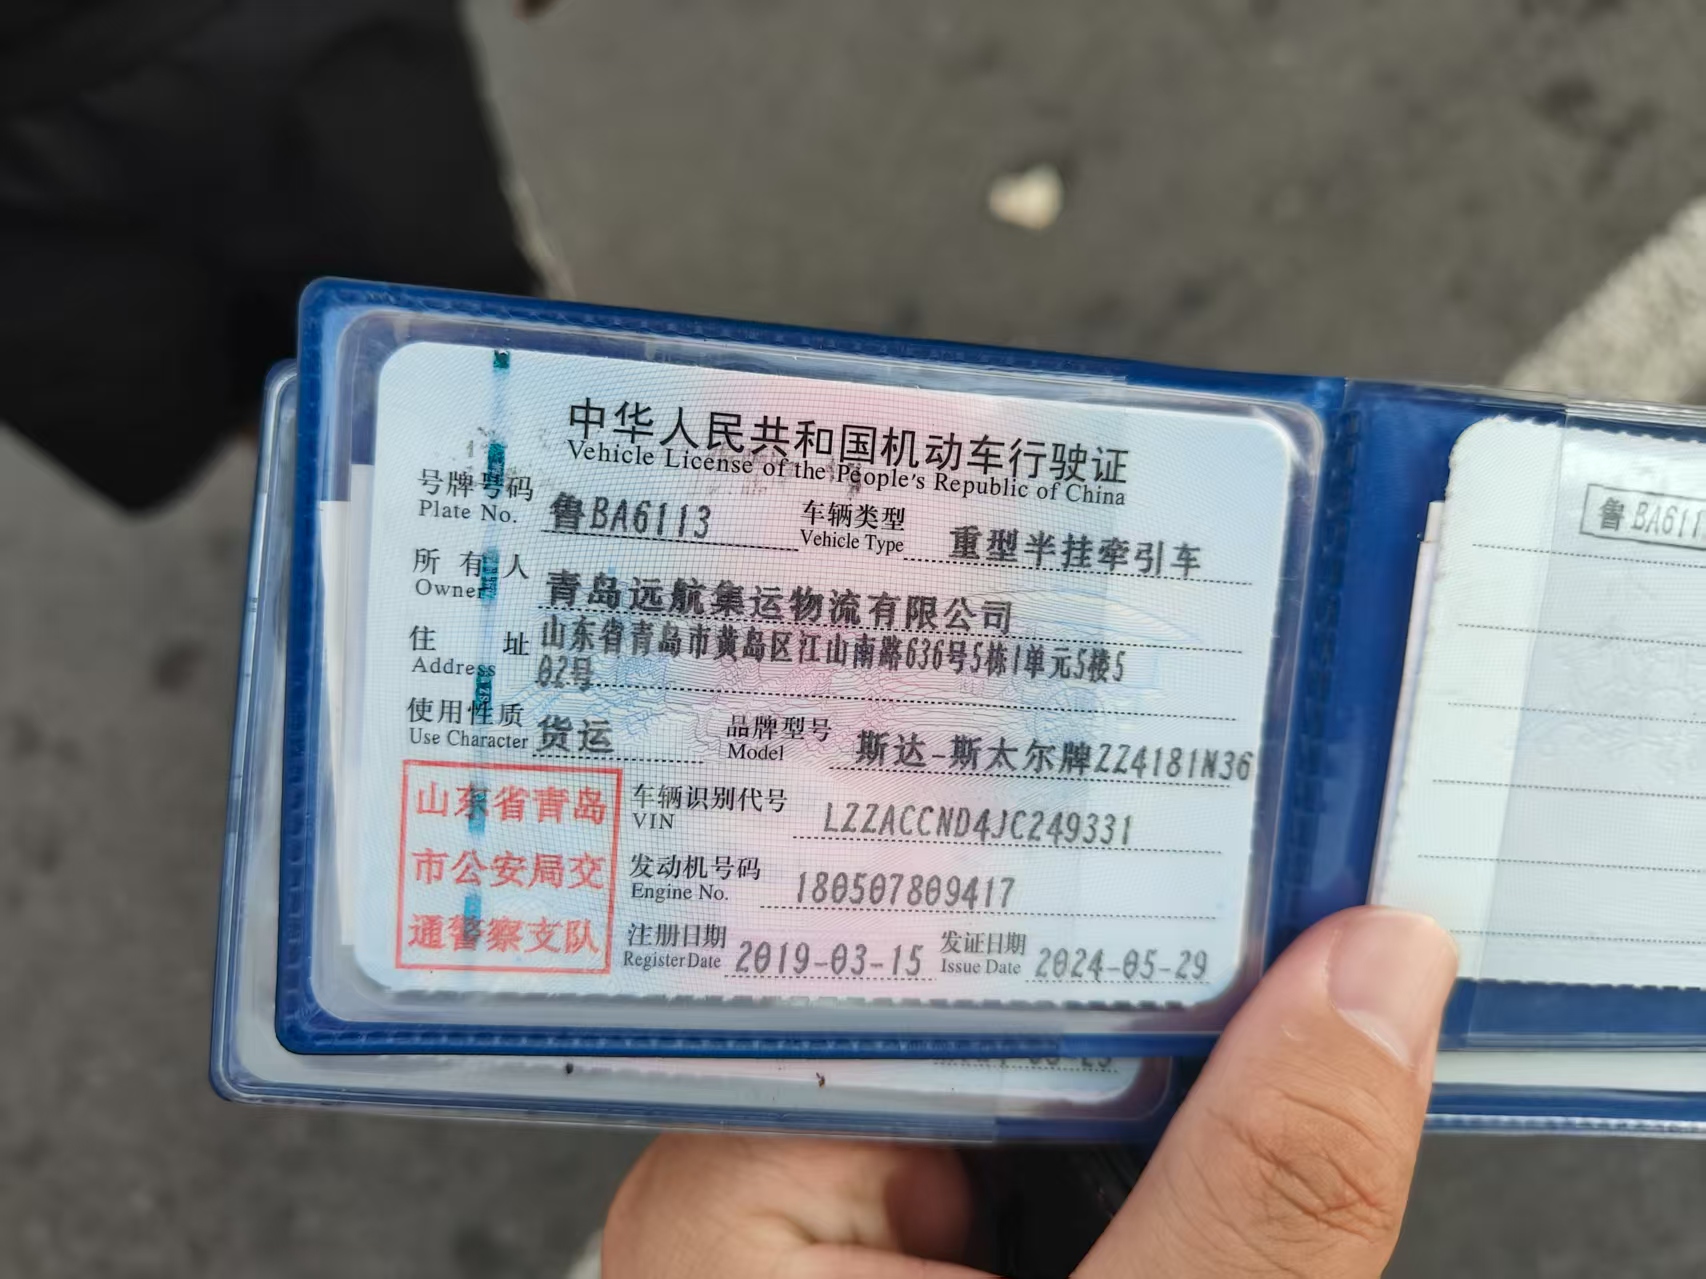 中华人民共和国机动车行驶证
Vehicle License of the People's Republic of China
号牌号码 鲁BA6113 车辆类型 重型半挂牵引车
Plate No. Vehicle Type
所有人 青岛远航集运物流有限公司
Owner
住址 山东省青岛市黄岛区江山南路636号5栋1单元5楼5
Address 02号
使用性质 货运 品牌型号 斯达-斯太尔牌ZZ4181N36
Use Character Model
山东省青岛
市公安局交
通警察支队
车辆识别代号 LZZACCND4JC249331
VIN
发动机号码 180507809417
Engine No.
注册日期 2019-03-15 发证日期 2024-05-29
Register Date Issue Date
鲁BA611